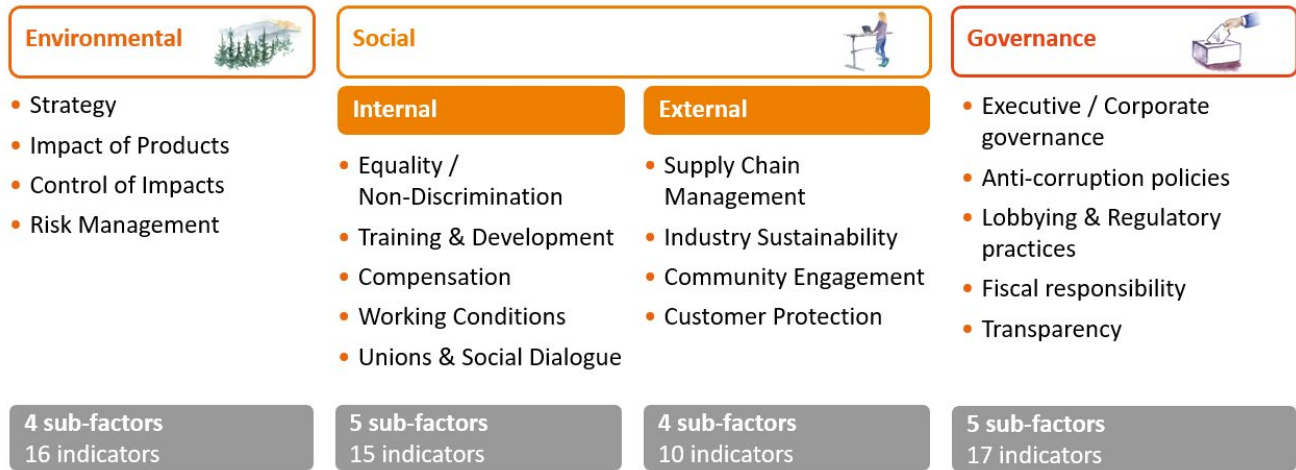 Environmental
• Strategy
• Impact of Products
• Control of Impacts
• Risk Management
4 sub-factors
16 indicators
Social
Internal
• Equality /
Non-Discrimination
• Training & Development
• Compensation
• Working Conditions
• Unions & Social Dialogue
5 sub-factors
15 indicators
External
• Supply Chain
Management
• Industry Sustainability
• Community Engagement
• Customer Protection
4 sub-factors
10 indicators
Governance
• Executive / Corporate
governance
• Anti-corruption policies
• Lobbying & Regulatory
practices
• Fiscal responsibility
• Transparency
5 sub-factors
17 indicators